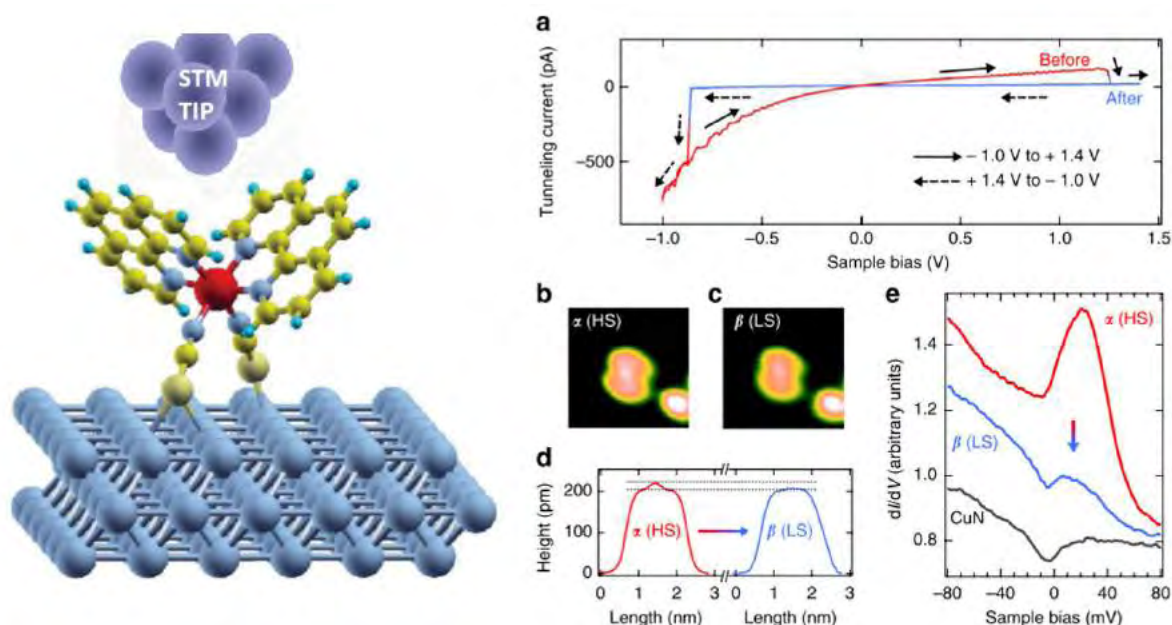 STM
TIP
a
Tunneling current (pA)
0
−500
Before
After
− 1.0 V to + 1.4 V
+ 1.4 V to − 1.0 V
−1.0 −0.5 0.0 0.5 1.0 1.5
Sample bias (V)
b
α (HS)
c
β (LS)
d
Height (pm)
200
100
0
α (HS)
β (LS)
0 1 2 3 0 1 2 3
Length (nm) Length (nm)
e
dI/dV (arbitrary units)
1.4
1.2
1.0
0.8
α (HS)
β (LS)
CuN
−80 −40 0 40 80
Sample bias (mV)